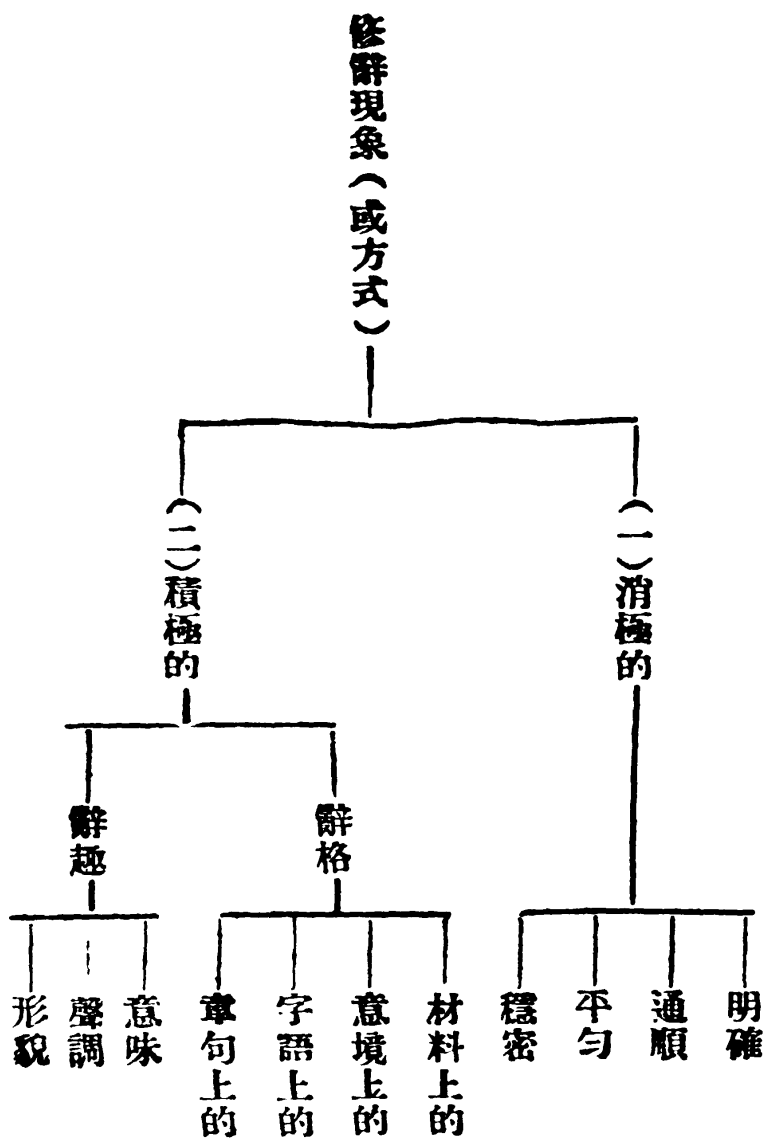 修辭現象(或方式)
(一)消極的
明確
通順
平勻
穩密
(二)積極的
辭格
材料上的
意境上的
字語上的
章句上的
辭趣
意味
聲調
形貌